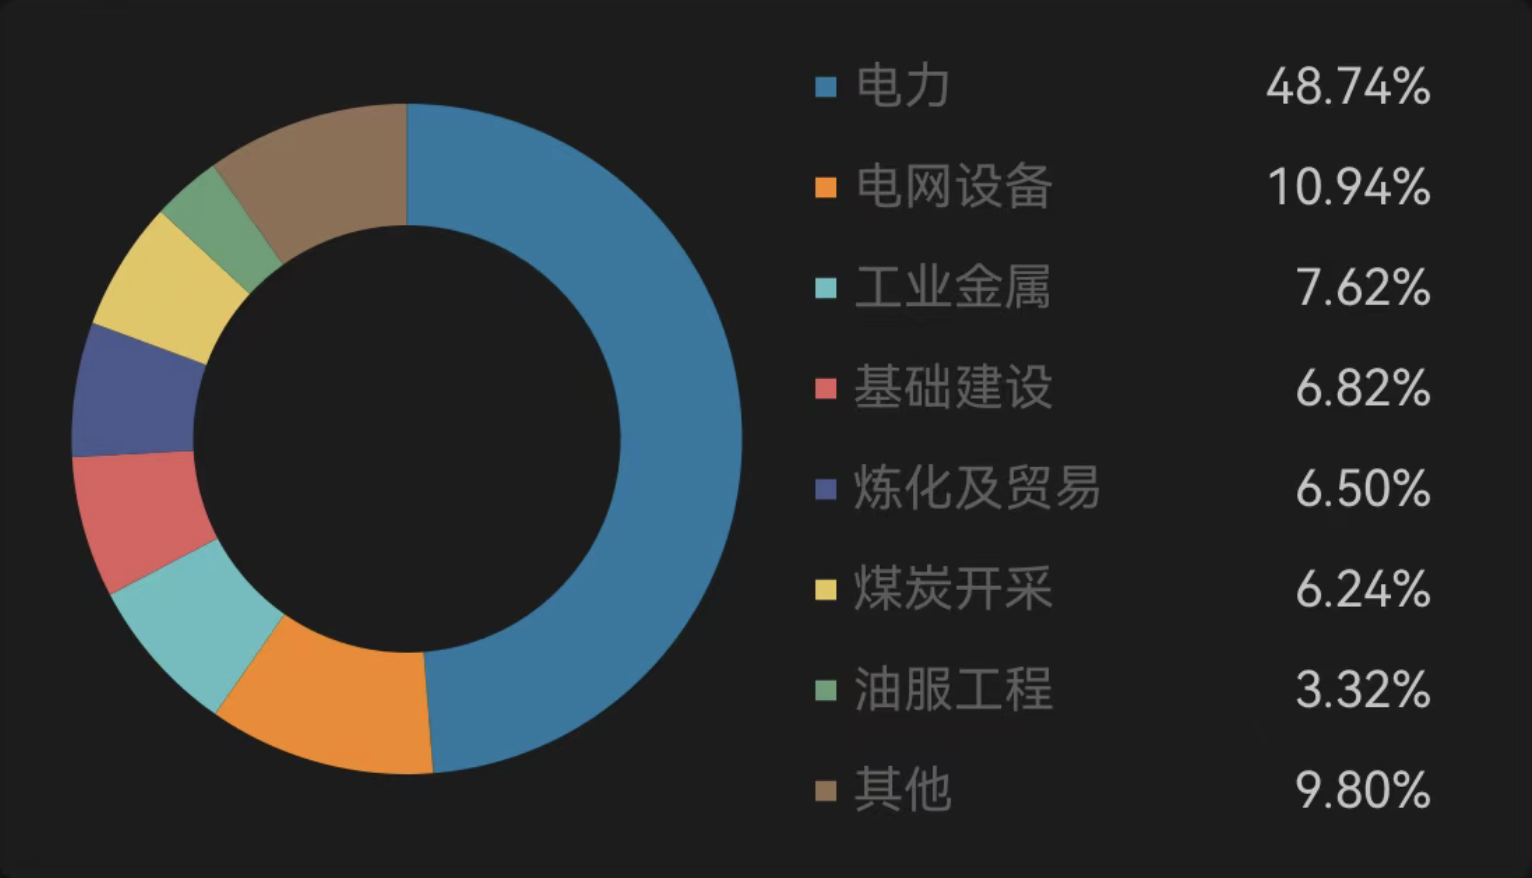 电力 48.74%
电网设备 10.94%
工业金属 7.62%
基础建设 6.82%
炼化及贸易 6.50%
煤炭开采 6.24%
油服工程 3.32%
其他 9.80%